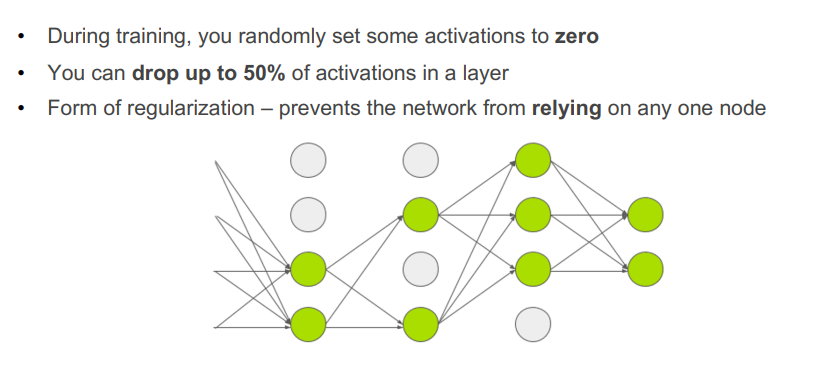 • During training, you randomly set some activations to zero
• You can drop up to 50% of activations in a layer
• Form of regularization – prevents the network from relying on any one node